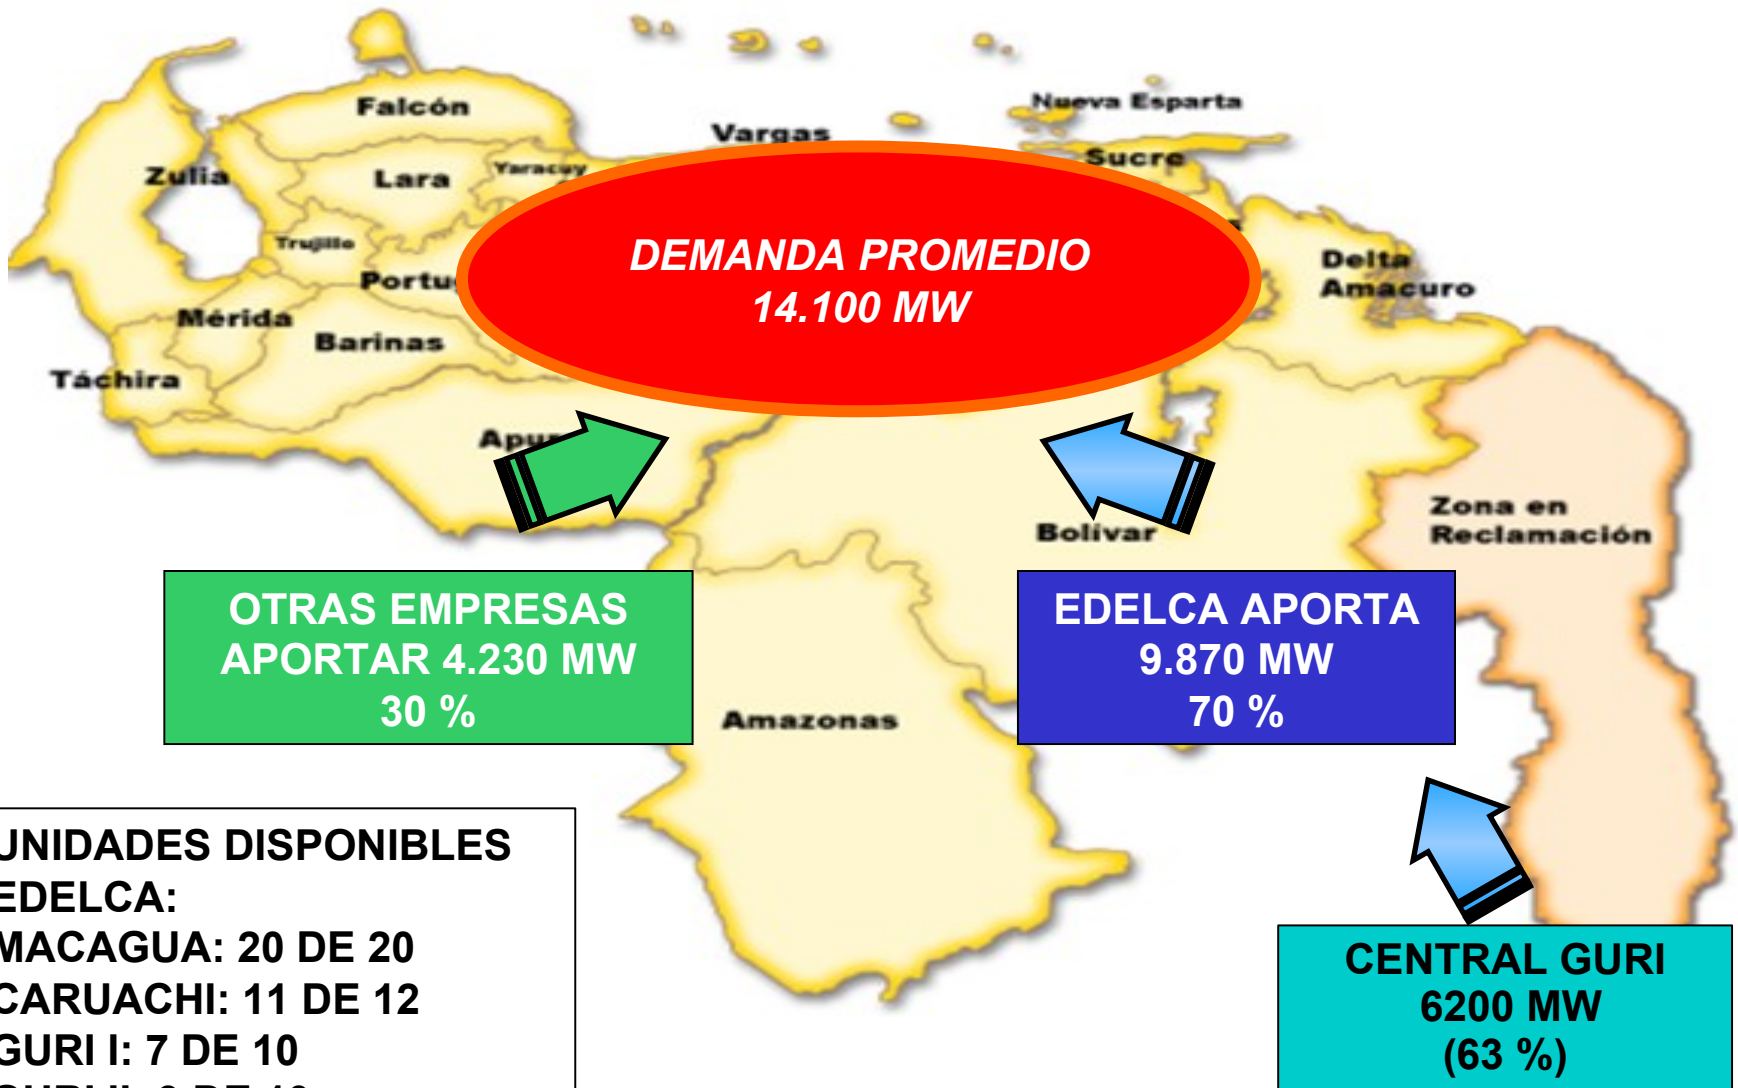 Falcón
Nueva Esparta
Vargas
Sucre
Zulia
Lara
Yaracuy
Trujillo
DEMANDA PROMEDIO
14.100 MW
Delta
Amacuro
Mérida
Barinas
Táchira
Zona en
Reclamación
Bolívar
OTRAS EMPRESAS
APORTAR 4.230 MW
30 %
EDELCA APORTA
9.870 MW
70 %
Amazonas
UNIDADES DISPONIBLES
EDELCA:
MACAGUA: 20 DE 20
CARUACHI: 11 DE 12
GURI I: 7 DE 10
CENTRAL GURI
6200 MW
(63 %)